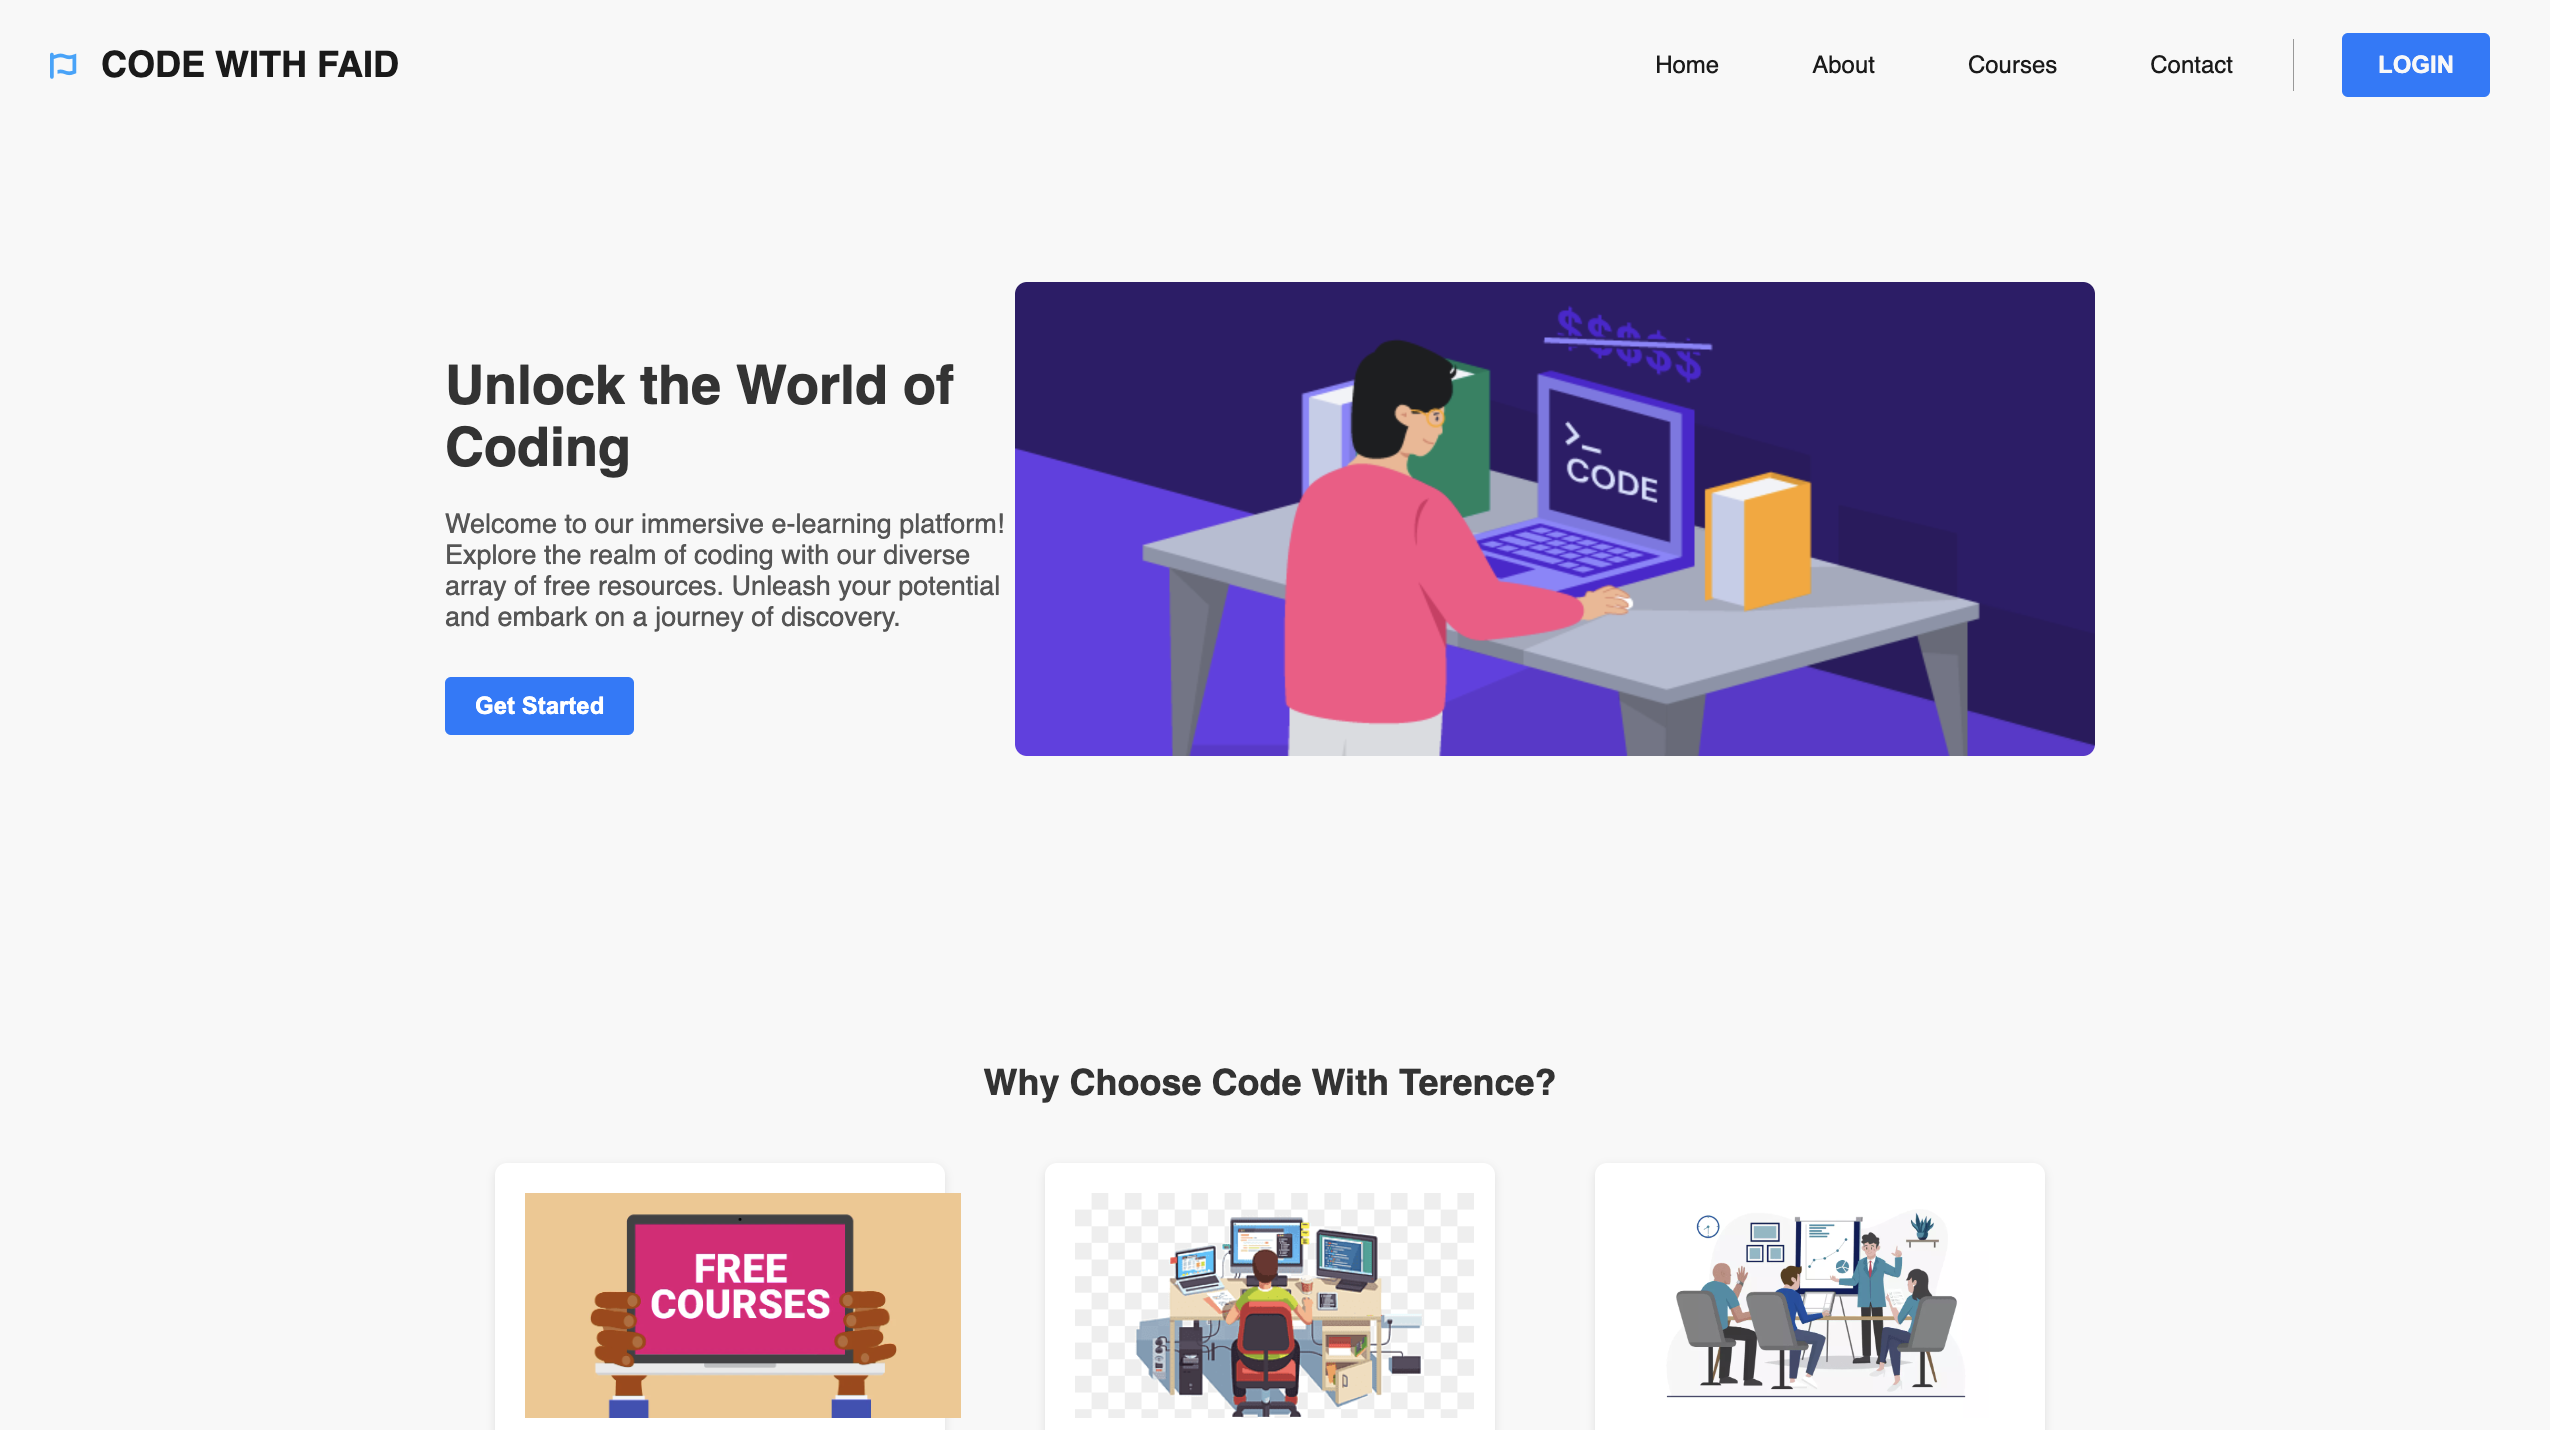 CODE WITH FAID
Home
About
Courses
Contact
LOGIN
Unlock the World of
Coding
Welcome to our immersive e-learning platform!
Explore the realm of coding with our diverse
array of free resources. Unleash your potential
and embark on a journey of discovery.
Get Started
$$$$$
>_
CODE
Why Choose Code With Terence?
FREE
COURSES